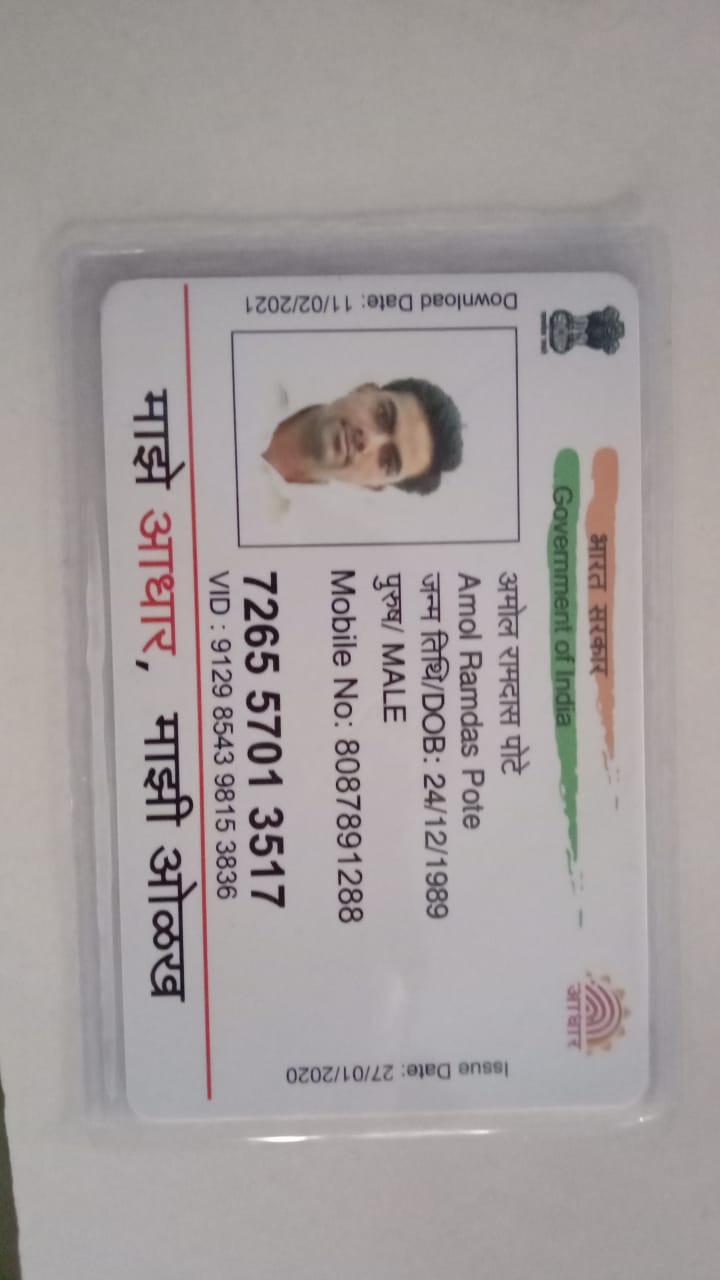 भारत सरकार
Government of India
Download Date: 11/02/2021
अमोल रामदास पोटे
Amol Ramdas Pote
जन्म तिथि/DOB: 24/12/1989
पुरुष/ MALE
Mobile No: 8087891288
7265 5701 3517
VID : 9129 8543 9815 3836
Issue Date: 27/01/2020
आधार
माझे आधार, माझी ओळख